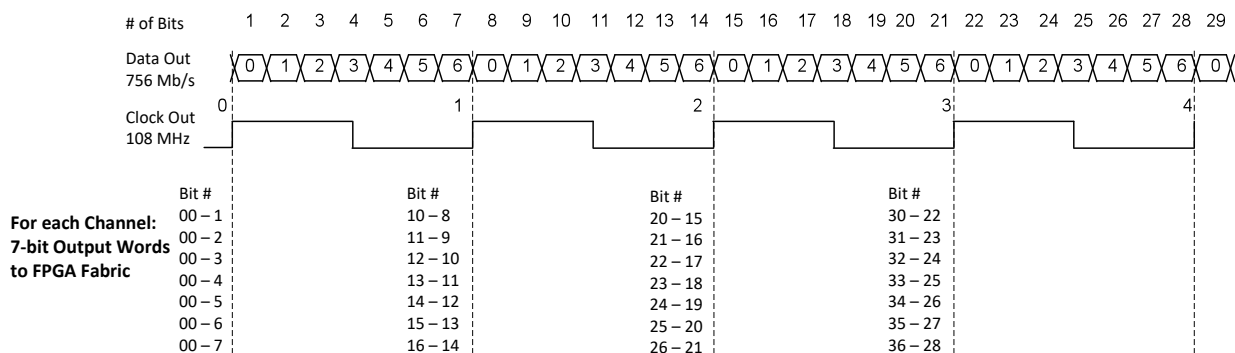 # of Bits 1 2 3 4 5 6 7 8 9 10 11 12 13 14 15 16 17 18 19 20 21 22 23 24 25 26 27 28 29
Data Out
756 Mb/s
0 1 2 3 4 5 6 0 1 2 3 4 5 6 0 1 2 3 4 5 6 0 1 2 3 4 5 6 0
0 1 2 3 4
Clock Out
108 MHz
For each Channel:
7-bit Output Words
to FPGA Fabric
Bit #
00 – 1
00 – 2
00 – 3
00 – 4
00 – 5
00 – 6
00 – 7
Bit #
10 – 8
11 – 9
12 – 10
13 – 11
14 – 12
15 – 13
16 – 14
Bit #
20 – 15
21 – 16
22 – 17
23 – 18
24 – 19
25 – 20
26 – 21
Bit #
30 – 22
31 – 23
32 – 24
33 – 25
34 – 26
35 – 27
36 – 28